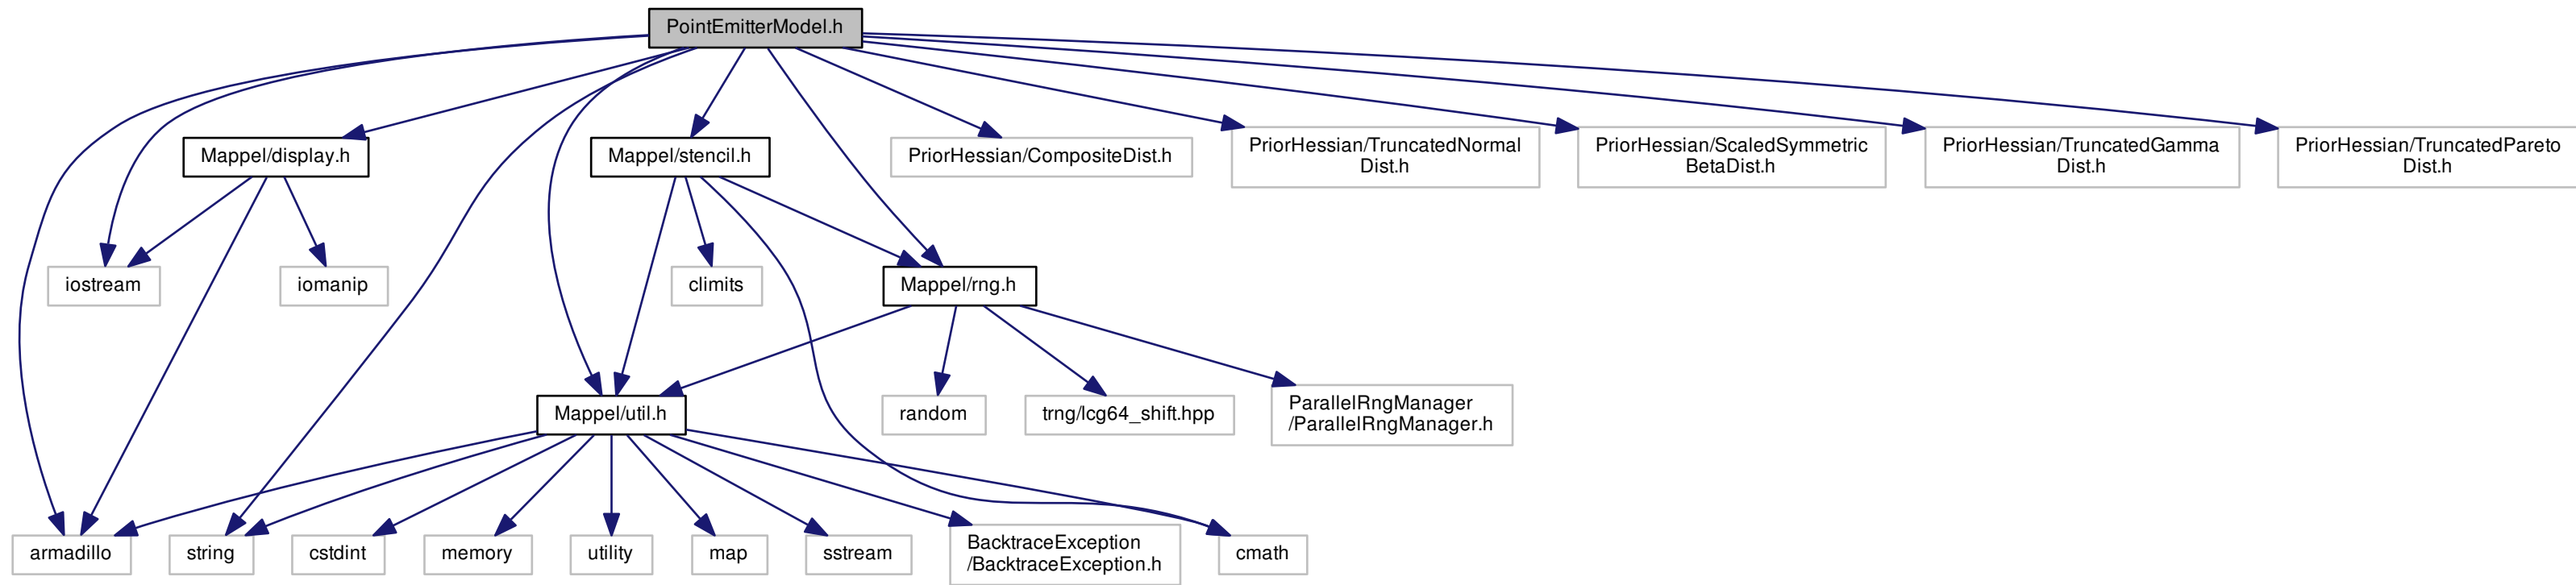 PointEmitterModel.h
Mappel/display.h
Mappel/stencil.h
PriorHessian/CompositeDist.h
PriorHessian/TruncatedNormal
Dist.h
PriorHessian/ScaledSymmetric
BetaDist.h
PriorHessian/TruncatedGamma
Dist.h
PriorHessian/TruncatedPareto
Dist.h
iostream
iomanip
climits
Mappel/rng.h
Mappel/util.h
random
trng/lcg64_shift.hpp
ParallelRngManager
/ParallelRngManager.h
armadillo
string
cstdint
memory
utility
map
sstream
BacktraceException
/BacktraceException.h
cmath